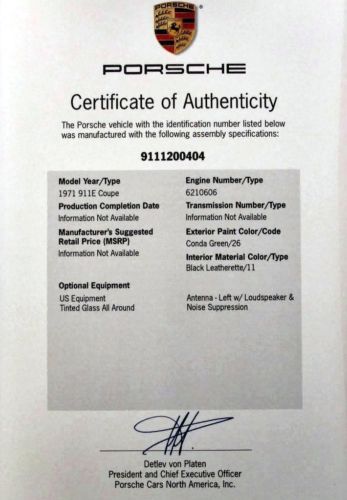 PORSCHE
PORSCHE
Certificate of Authenticity
The Porsche vehicle with the identification number listed below
was manufactured with the following assembly specifications:
9111200404
Model Year/Type
1971 911E Coupe
Production Completion Date
Information Not Available
Manufacturer's Suggested
Retail Price (MSRP)
Information Not Available
Engine Number/Type
6210606
Transmission Number/Type
Information Not Available
Exterior Paint Color/Code
Conda Green/26
Interior Material Color/Type
Black Leatherette/11
Optional Equipment
US Equipment
Tinted Glass All Around
Antenna - Left w/ Loudspeaker &
Noise Suppression
Detlev von Platen
President and Chief Executive Officer
Porsche Cars North America, Inc.